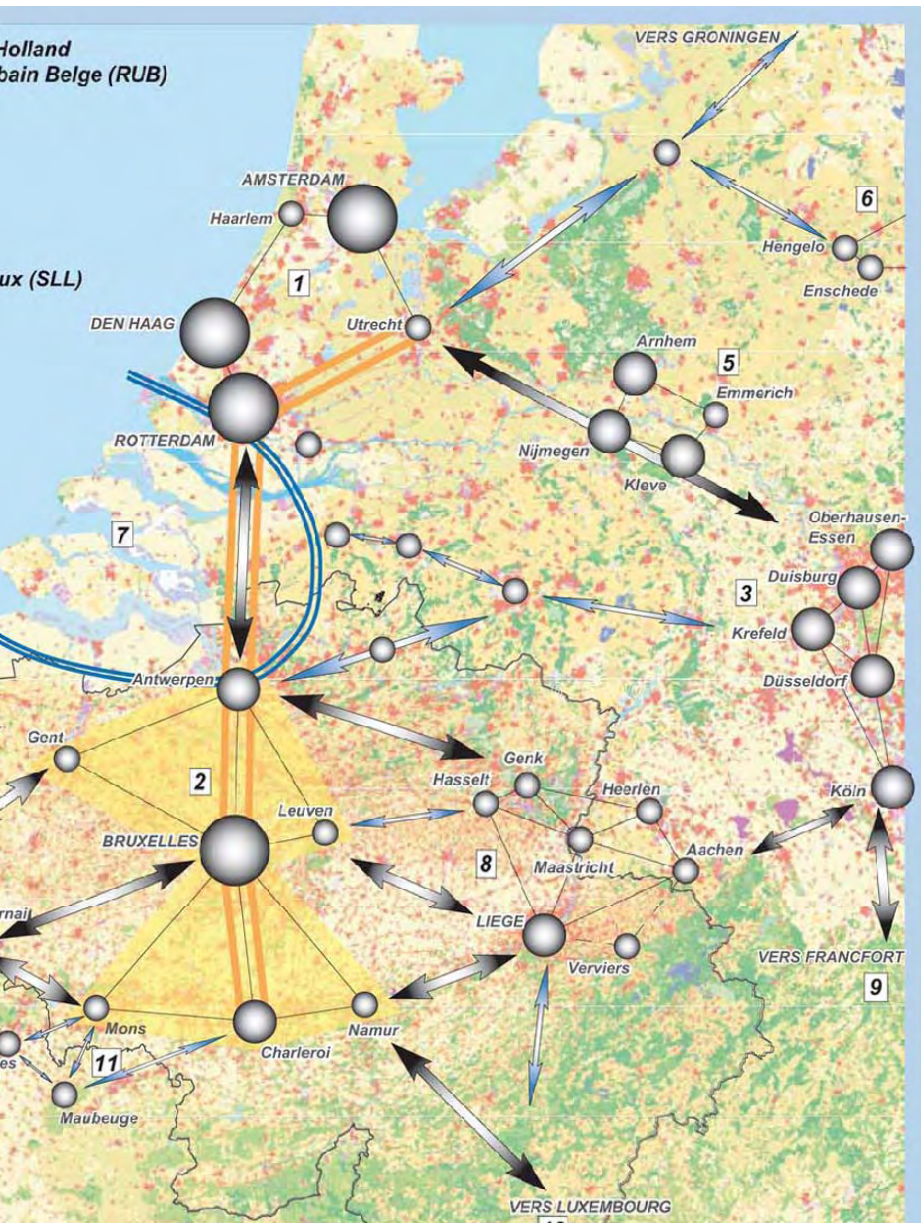 Holland
bain Belge (RUB)
VERS GRONINGEN
AMSTERDAM
Haarlem
6
Hengelo
ux (SLL)
1
Enschede
DEN HAAG
Utrecht
Arnhem
5
Emmerich
ROTTERDAM
Nijmegen
Kleve
Oberhausen-
Essen
7
Duisburg
3
Krefeld
Antwerpen
Düsseldorf
Gent
2
Genk
Hasselt
Heerlen
Köln
Leuven
BRUXELLES
Maastricht
Aachen
8
rnai
LIEGE
Verviers
VERS FRANCFORT
9
Mons
Namur
Charleroi
es
11
Maubeuge
VERS LUXEMBOURG